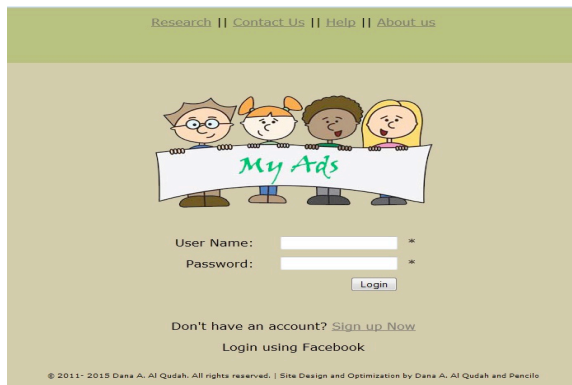 Research || Contact Us || Help || About us
My Ads
User Name: *
Password: *
Login
Don't have an account? Sign up Now
Login using Facebook
© 2011- 2015 Dana A. Al Qudah. All rights reserved. | Site Design and Optimization by Dana A. Al Qudah and Pencilo